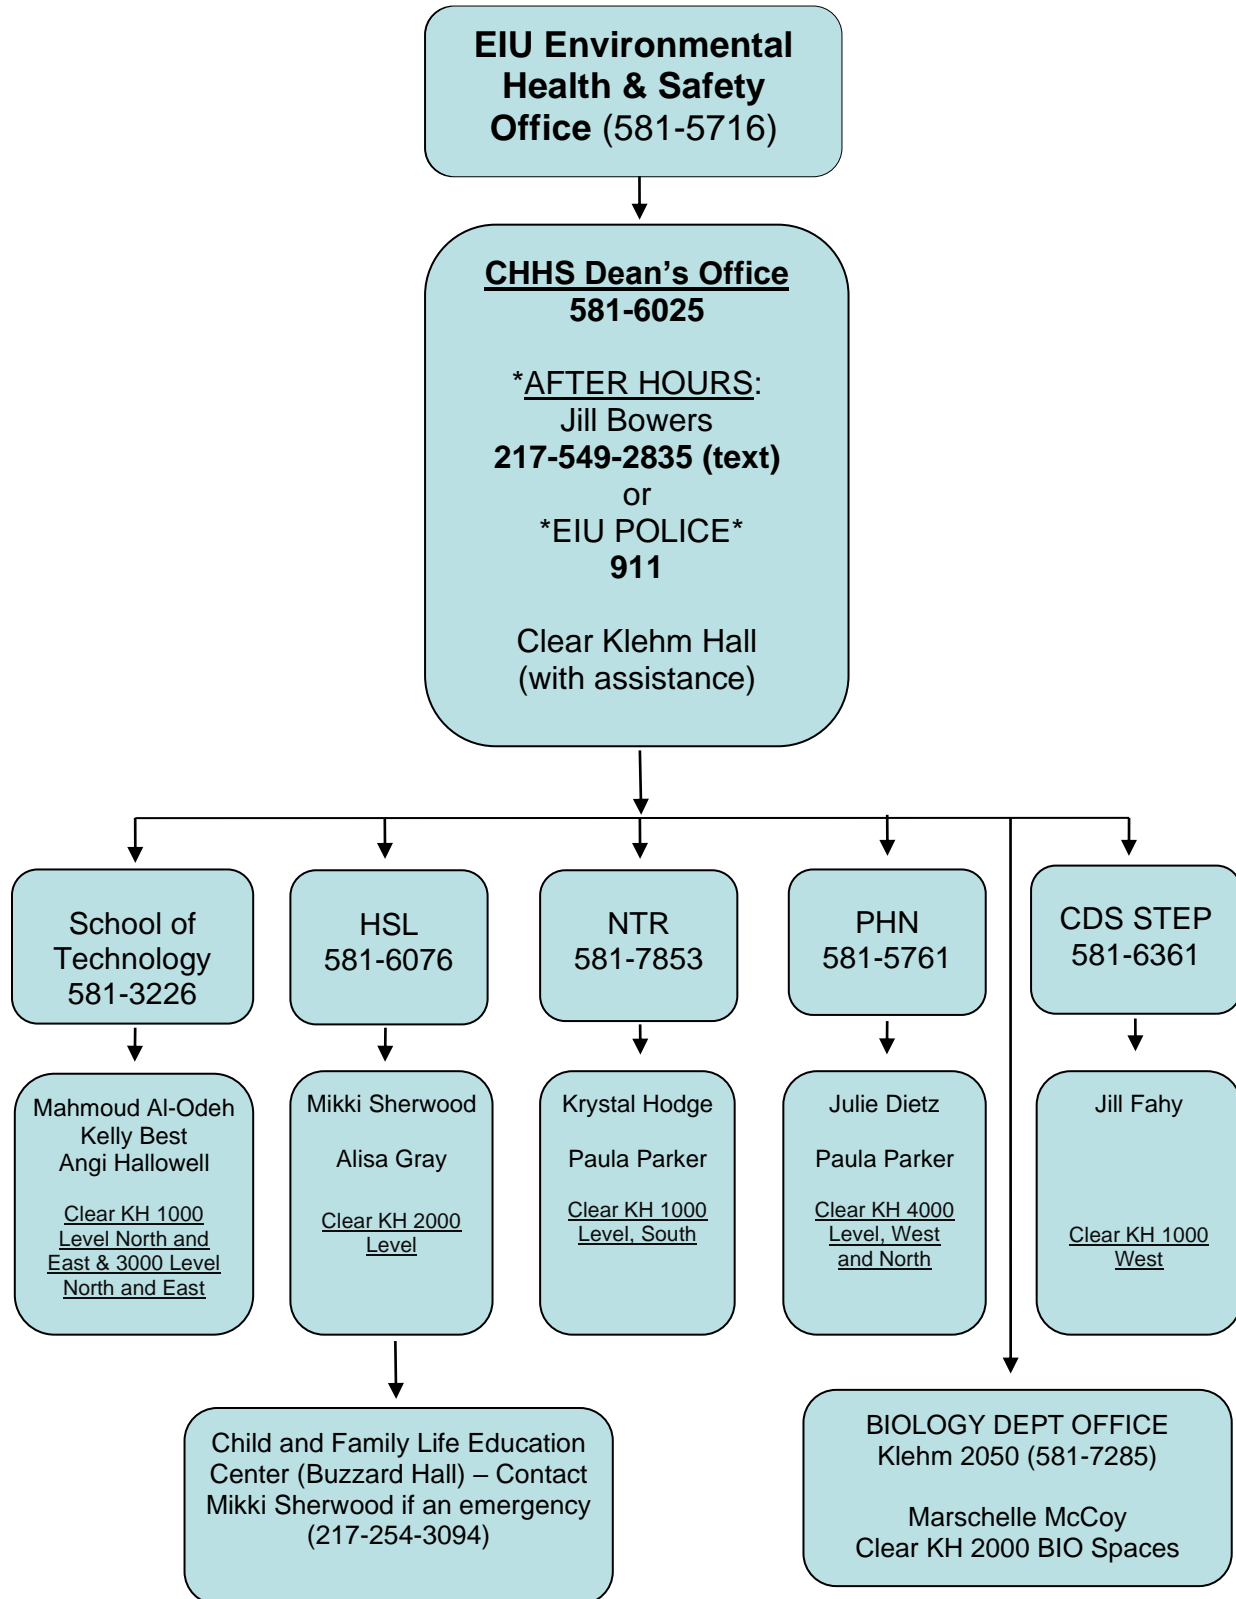 EIU Environmental
Health & Safety
Office (581-5716)
CHHS Dean’s Office
581-6025
*AFTER HOURS:
Jill Bowers
217-549-2835 (text)
or
*EIU POLICE*
911
Clear Klehm Hall
(with assistance)
School of
Technology
581-3226
HSL
581-6076
NTR
581-7853
PHN
581-5761
CDS STEP
581-6361
Mahmoud Al-Odeh
Kelly Best
Angi Hallowell
Clear KH 1000
Level North and
East & 3000 Level
North and East
Mikki Sherwood
Alisa Gray
Clear KH 2000
Level
Krystal Hodge
Paula Parker
Clear KH 1000
Level, South
Julie Dietz
Paula Parker
Clear KH 4000
Level, West
and North
Jill Fahy
Clear KH 1000
West
Child and Family Life Education
Center (Buzzard Hall) – Contact
Mikki Sherwood if an emergency
(217-254-3094)
BIOLOGY DEPT OFFICE
Klehm 2050 (581-7285)
Marschelle McCoy
Clear KH 2000 BIO Spaces